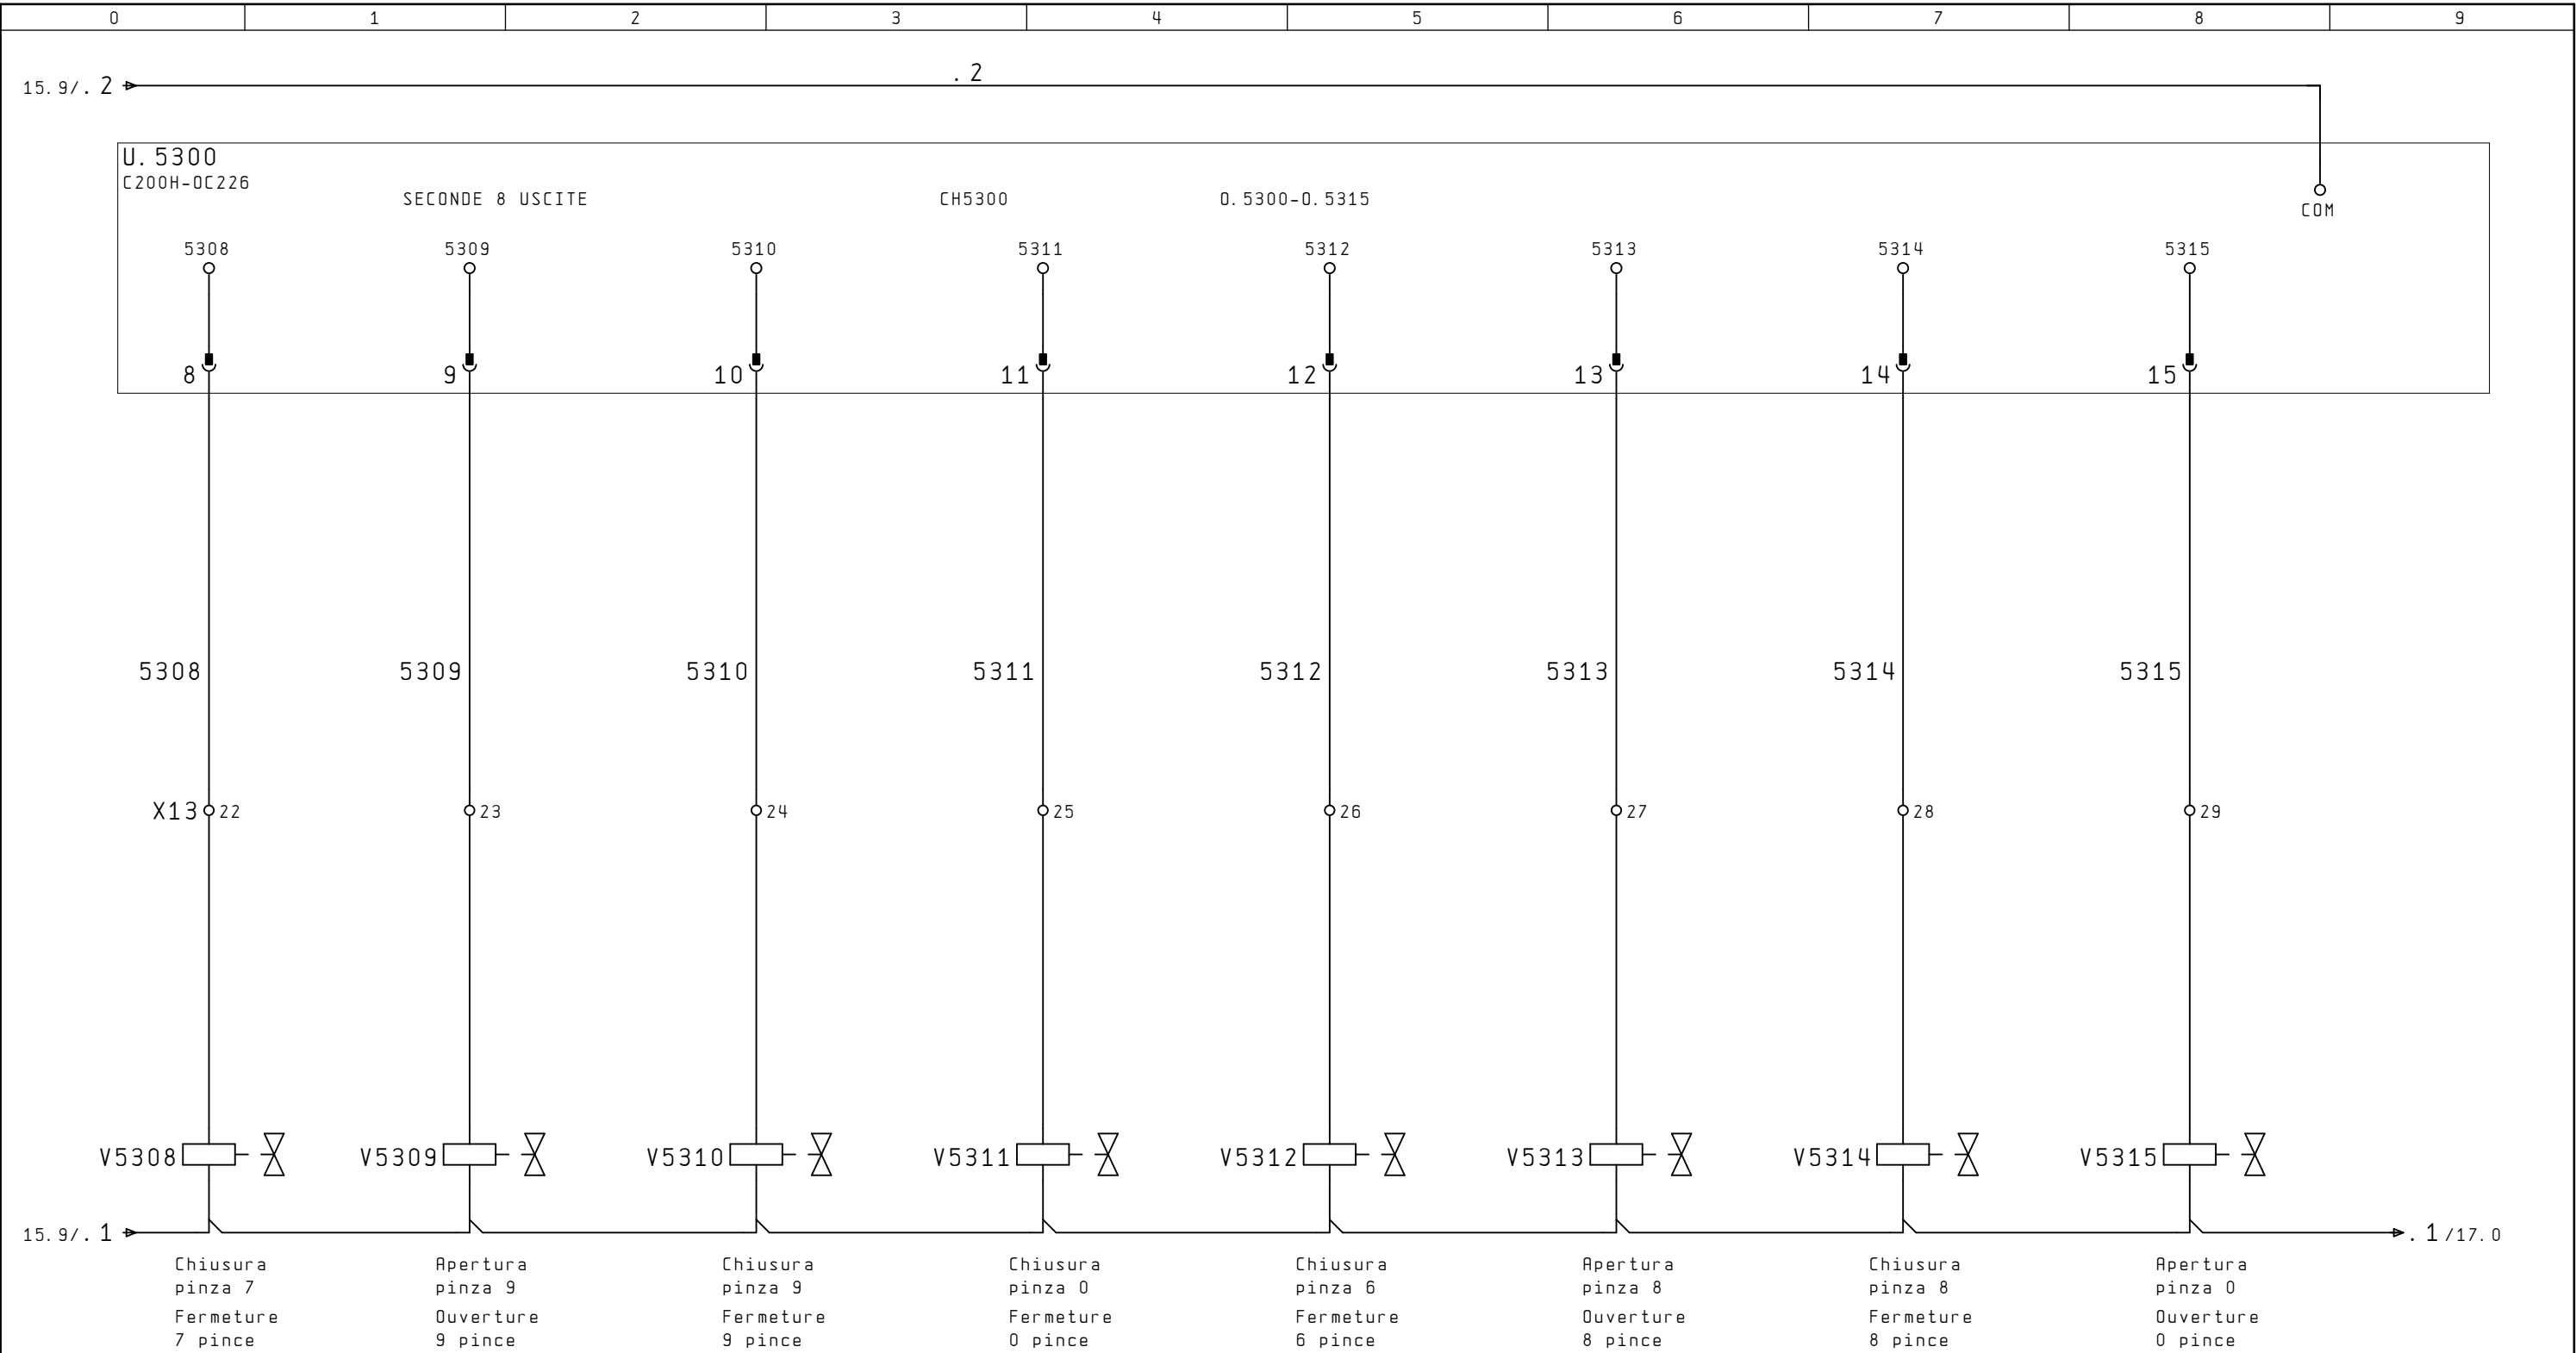 0 1 2 3 4 5 6 7 8 9
.2
15.9/.2
U.5300
C200H-OC226
SECONDE 8 USCITE CH5300 O.5300-O.5315
COM
5308 5309 5310 5311 5312 5313 5314 5315
8 9 10 11 12 13 14 15
5308 5309 5310 5311 5312 5313 5314 5315
X13 22 23 24 25 26 27 28 29
V5308 V5309 V5310 V5311 V5312 V5313 V5314 V5315
15.9/.1 .1/17.0
Chiusura Apertura Chiusura Chiusura Chiusura Apertura Chiusura Apertura
pinza 7 pinza 9 pinza 9 pinza 0 pinza 6 pinza 8 pinza 8 pinza 0
Fermeture Ouverture Fermeture Fermeture Fermeture Ouverture Fermeture Ouverture
7 pince 9 pince 9 pince 0 pince 6 pince 8 pince 8 pince 0 pince